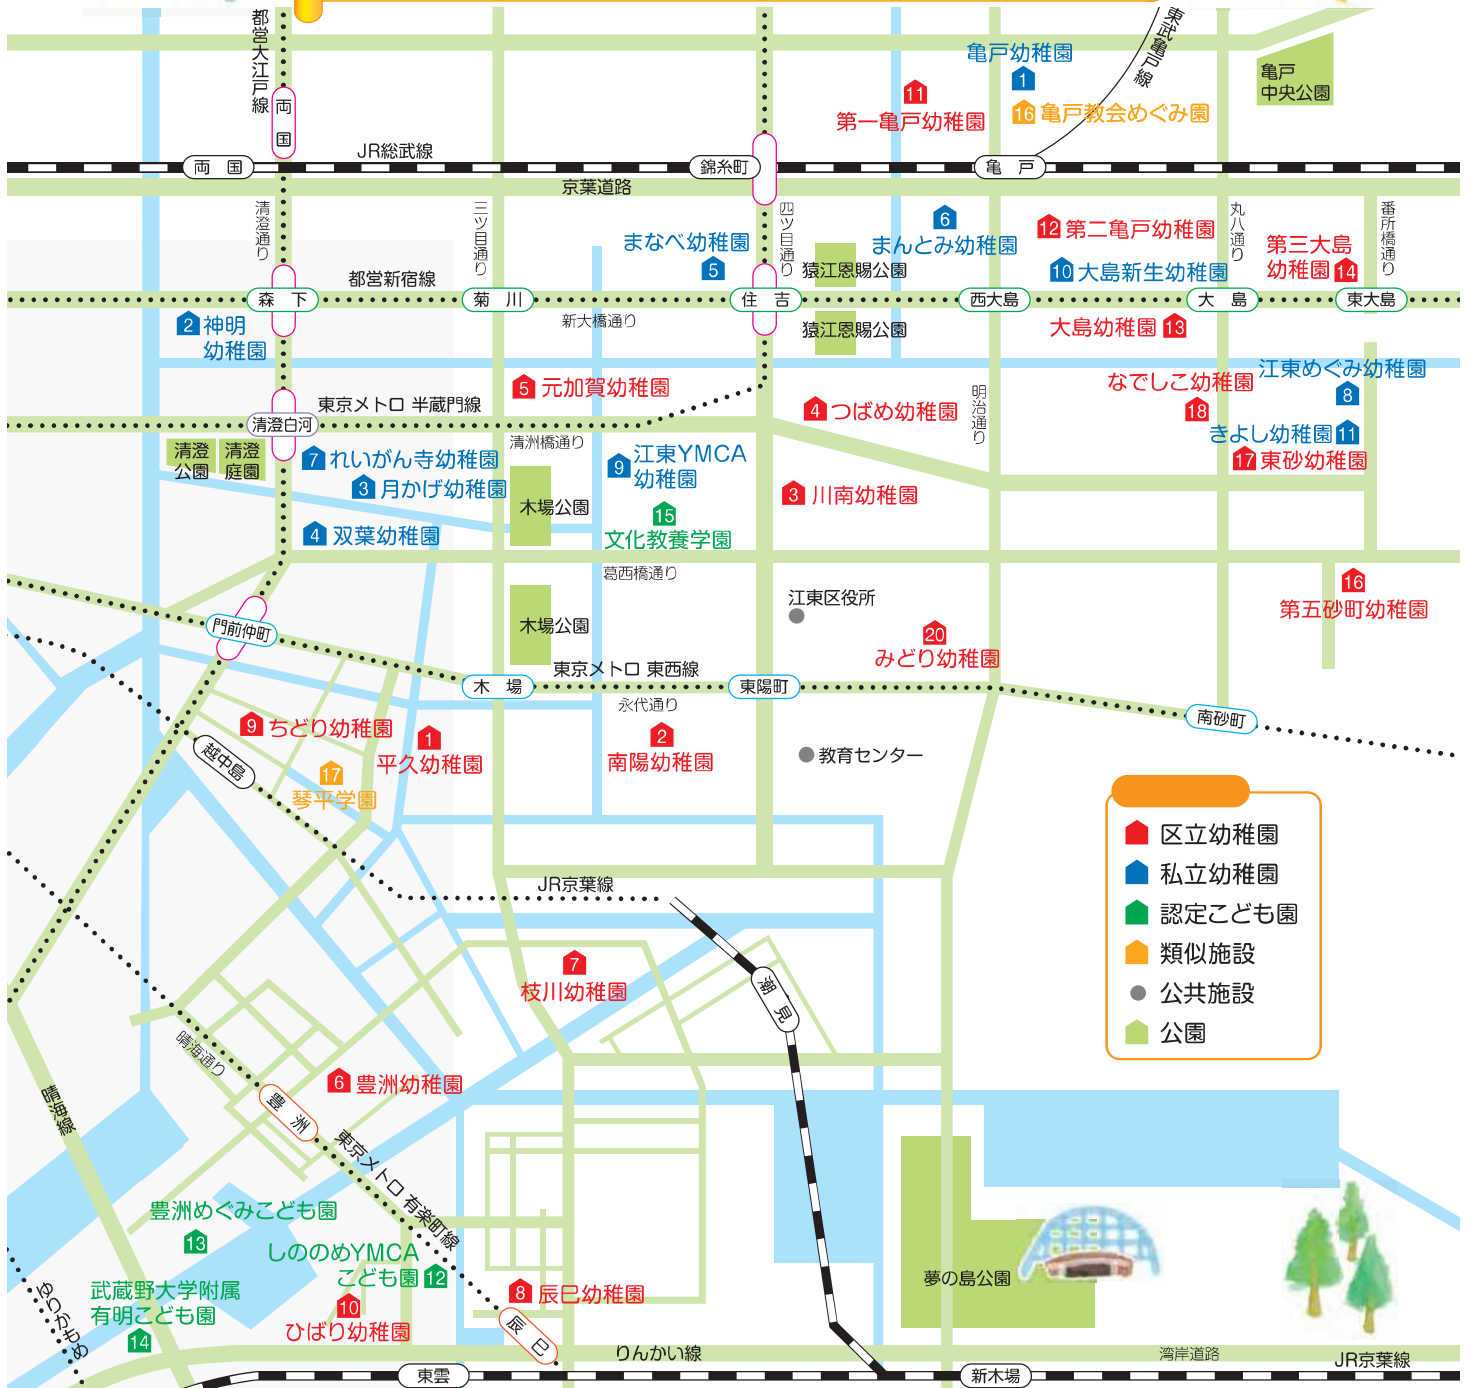 都営大江戸線
東武亀戸線
亀戸幼稚園
1
亀戸
中央公園
11
第一亀戸幼稚園
16 亀戸教会めぐみ園
両国
JR総武線
両国
錦糸町
亀戸
京葉道路
清澄通り
三ツ目通り
四ツ目通り
丸八通り
番所橋通り
まなべ幼稚園
5
6
まんとみ幼稚園
12 第二亀戸幼稚園
第三大島
幼稚園 14
猿江恩賜公園
10 大島新生幼稚園
都営新宿線
森下
菊川
住吉
西大島
大島
東大島
新大橋通り
猿江恩賜公園
大島幼稚園 13
2 神明
幼稚園
江東めぐみ幼稚園
8
なでしこ幼稚園
18
5 元加賀幼稚園
東京メトロ 半蔵門線
4 つばめ幼稚園
明治通り
清澄白河
清洲橋通り
きよし幼稚園 11
17 東砂幼稚園
清澄
公園
清澄
庭園
7 れいがん寺幼稚園
3 月かげ幼稚園
木場公園
9 江東YMCA
幼稚園
3 川南幼稚園
15
文化教養学園
4 双葉幼稚園
葛西橋通り
16
第五砂町幼稚園
江東区役所
門前仲町
木場公園
20
みどり幼稚園
東京メトロ 東西線
木場
東陽町
永代通り
南砂町
9 ちどり幼稚園
1
平久幼稚園
2
南陽幼稚園
教育センター
越中島
17
琴平学園
区立幼稚園
私立幼稚園
認定こども園
類似施設
公共施設
公園
JR京葉線
7
枝川幼稚園
潮見
晴海通り
6 豊洲幼稚園
晴海線
豊洲
東京メトロ 有楽町線
豊洲めぐみこども園
13
しののめYMCA
こども園 12
夢の島公園
武蔵野大学附属
有明こども園
14
10
ひばり幼稚園
8 辰巳幼稚園
辰巳
ゆりかもめ
りんかい線
湾岸道路
JR京葉線
東雲
新木場